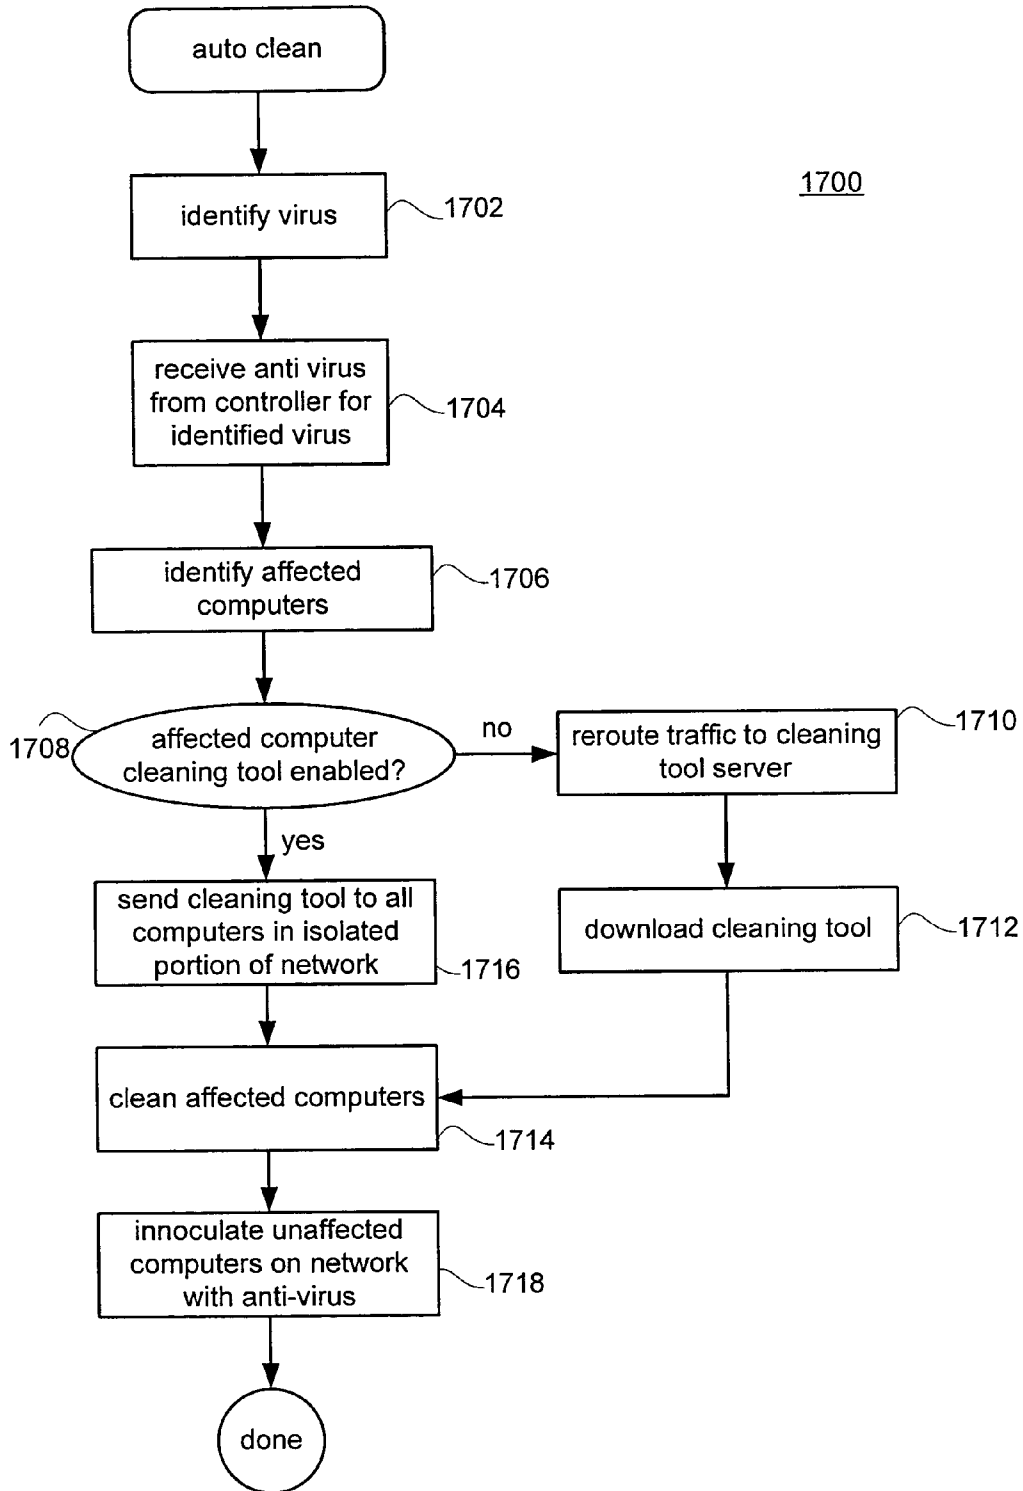 auto clean
1700
identify virus
1702
receive anti virus
from controller for
identified virus
1704
identify affected
computers
1706
1708
affected computer
cleaning tool enabled?
no
reroute traffic to cleaning
tool server
1710
yes
send cleaning tool to all
computers in isolated
portion of network
1716
download cleaning tool
1712
clean affected computers
1714
innoculate unaffected
computers on network
with anti-virus
1718
done